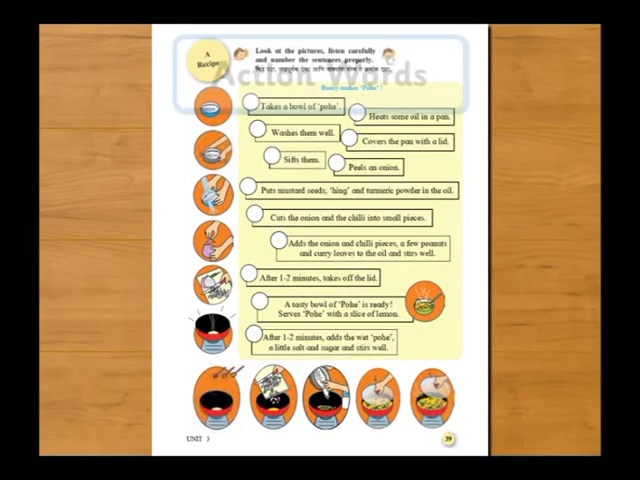 A
Recipe
Look at the pictures, listen carefully
and number the sentences properly.
Action Words
Takes a bowl of 'pohe'.
Heats some oil in a pan.
Washes them well.
Covers the pan with a lid.
Sifts them.
Peels an onion.
Puts mustard seeds, 'hing' and turmeric powder in the oil.
Cuts the onion and the chilli into small pieces.
Adds the onion and chilli pieces, a few peanuts
and curry leaves to the oil and stirs well.
After 1-2 minutes, takes off the lid.
A tasty bowl of 'Pohe' is ready!
Serves 'Pohe' with a slice of lemon.
After 1-2 minutes, adds the wet 'pohe',
a little salt and sugar and stirs well.
UNIT 3
39